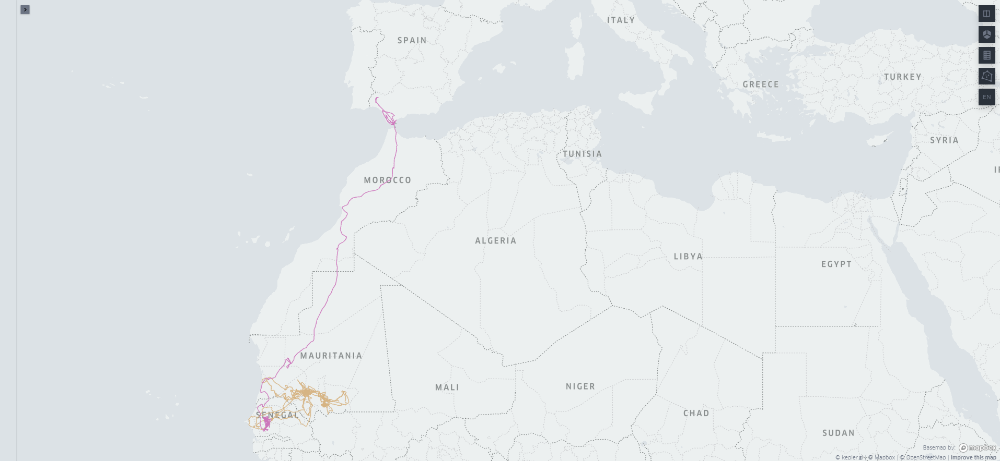 ITALY
SPAIN
EN
TURKEY
GREECE
SYRIA
TUNISIA
MOROCCO
ALGERIA
LIBYA
EGYPT
MAURITANIA
MALI
NIGER
SENEGAL
CHAD
SUDAN
Basemap by: mapbox
© kepler.gl | © Mapbox | © OpenStreetMap | Improve this map